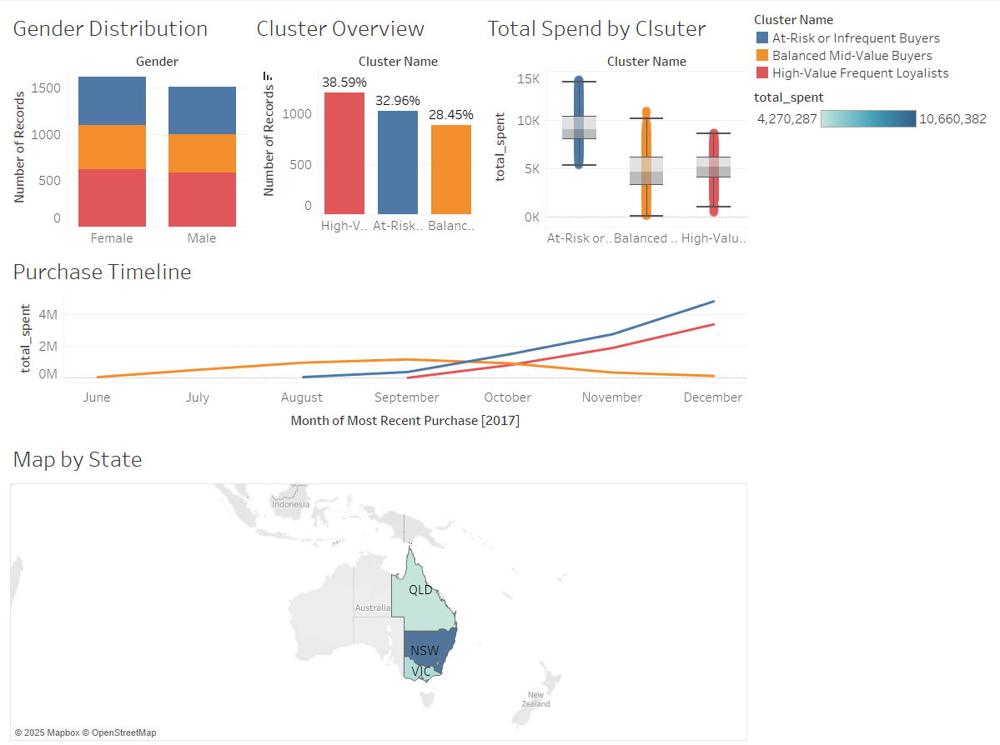 Gender Distribution
Gender
Number of Records
1500
1000
500
0
Female
Male
Cluster Overview
Cluster Name
Number of Records
1000
500
0
38.59%
32.96%
28.45%
High-V..
At-Risk..
Balanc..
Total Spend by Clsuter
Cluster Name
total_spent
15K
10K
5K
0K
At-Risk or..
Balanced ..
High-Valu..
Cluster Name
At-Risk or Infrequent Buyers
Balanced Mid-Value Buyers
High-Value Frequent Loyalists
total_spent
4,270,287
10,660,382
Purchase Timeline
total_spent
4M
2M
0M
June
July
August
September
October
November
December
Month of Most Recent Purchase [2017]
Map by State
Indonesia
Australia
QLD
NSW
VIC
New
Zealand
© 2025 Mapbox © OpenStreetMap